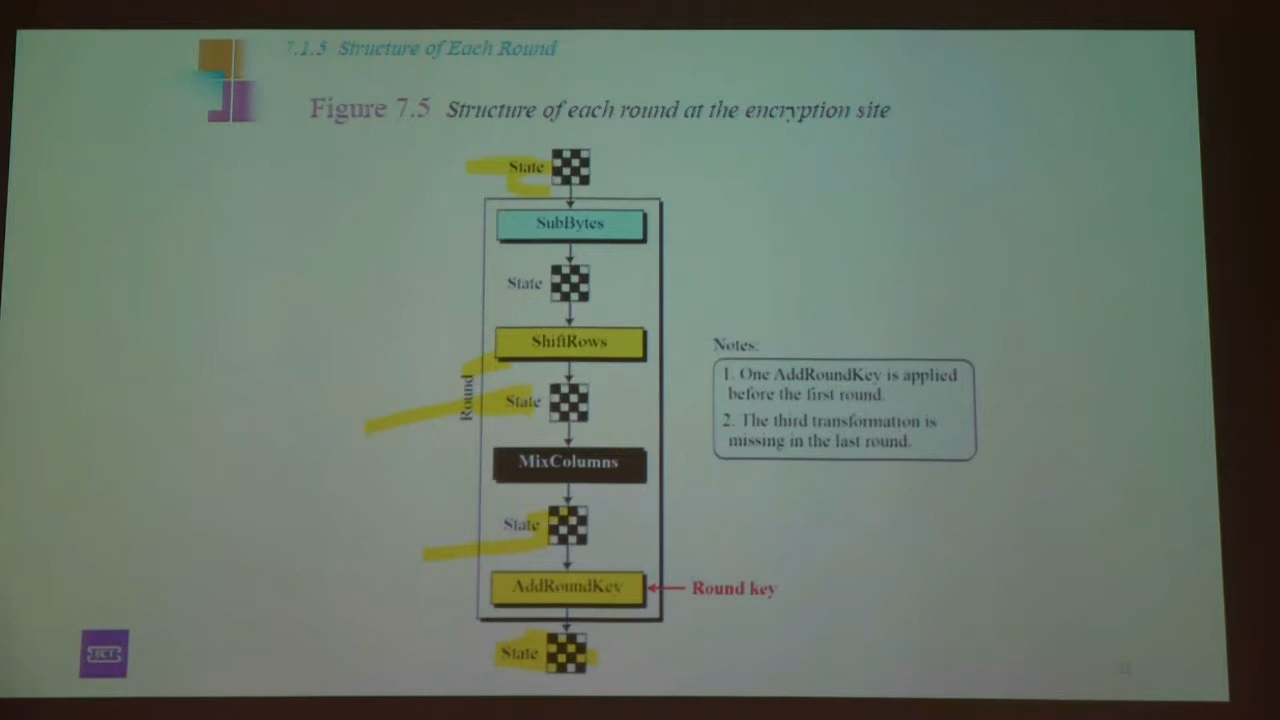 7.1.5 Structure of Each Round
Figure 7.5 Structure of each round at the encryption site
State
SubBytes
State
ShiftRows
State
Round
MixColumns
State
AddRoundKey
Round key
State
Notes:
1. One AddRoundKey is applied
before the first round.
2. The third transformation is
missing in the last round.